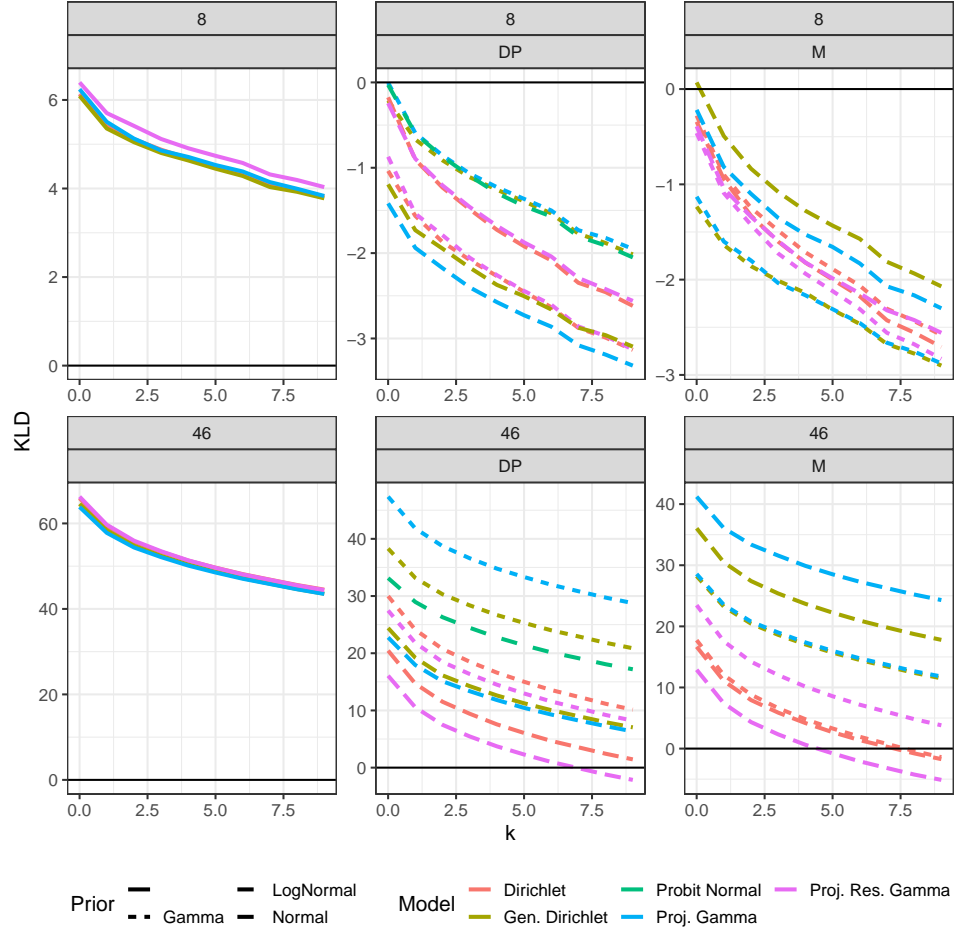 8
8
8
DP
M
6
4
2
0
0
−1
−2
−3
0
−1
−2
−3
0.0 2.5 5.0 7.5
0.0 2.5 5.0 7.5
0.0 2.5 5.0 7.5
KLD
46
46
46
DP
M
60
40
20
0
40
30
20
10
0
40
30
20
10
0
0.0 2.5 5.0 7.5
0.0 2.5 5.0 7.5
0.0 2.5 5.0 7.5
k
Prior
Gamma
LogNormal
Normal
Model
Dirichlet
Gen. Dirichlet
Probit Normal
Proj. Gamma
Proj. Res. Gamma